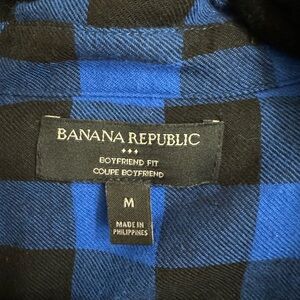 BANANA REPUBLIC
BOYFRIEND FIT
COUPE BOYFRIEND
M
MADE IN
PHILIPPINES